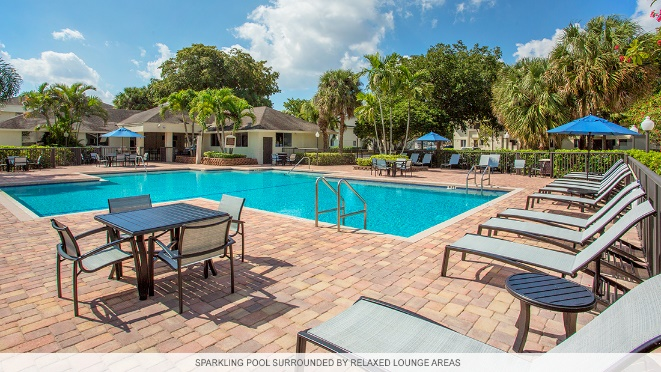 SPARKLING POOL SURROUNDED BY RELAXED LOUNGE AREAS